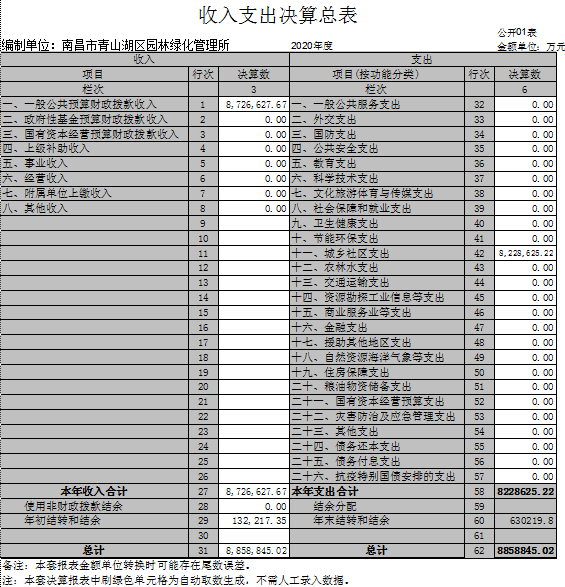 收入支出决算总表
公开01表
编制单位：南昌市青山湖区园林绿化管理所 2020年度 金额单位：万元
收入 支出
项目 行次 决算数 项目(按功能分类) 行次 决算数
栏次 3 栏次 6
一、一般公共预算财政拨款收入 1 8,726,627.67 一、一般公共服务支出 32 0.00
二、政府性基金预算财政拨款收入 2 0.00 二、外交支出 33 0.00
三、国有资本经营预算财政拨款收入 3 0.00 三、国防支出 34 0.00
四、上级补助收入 4 0.00 四、公共安全支出 35 0.00
五、事业收入 5 0.00 五、教育支出 36 0.00
六、经营收入 6 0.00 六、科学技术支出 37 0.00
七、附属单位上缴收入 7 0.00 七、文化旅游体育与传媒支出 38 0.00
八、其他收入 8 0.00 八、社会保障和就业支出 39 0.00
9 九、卫生健康支出 40 0.00
10 十、节能环保支出 41 0.00
11 十一、城乡社区支出 42 8,228,625.22
12 十二、农林水支出 43 0.00
13 十三、交通运输支出 44 0.00
14 十四、资源勘探工业信息等支出 45 0.00
15 十五、商业服务业等支出 46 0.00
16 十六、金融支出 47 0.00
17 十七、援助其他地区支出 48 0.00
18 十八、自然资源海洋气象等支出 49 0.00
19 十九、住房保障支出 50 0.00
20 二十、粮油物资储备支出 51 0.00
21 二十一、国有资本经营预算支出 52 0.00
22 二十二、灾害防治及应急管理支出 53 0.00
23 二十三、其他支出 54 0.00
24 二十四、债务还本支出 55 0.00
25 二十五、债务付息支出 56 0.00
26 二十六、抗疫特别国债安排的支出 57 0.00
本年收入合计 27 8,726,627.67 本年支出合计 58 8228625.22
使用非财政拨款结余 28 0.00 结余分配 59
年初结转和结余 29 132,217.35 年末结转和结余 60 630219.8
30 61
总计 31 8,858,845.02 总计 62 8858845.02
备注：本套报表金额单位转换时可能存在尾数误差。
注：本套决算报表中刷绿色单元格为自动取数生成，不需人工录入数据。